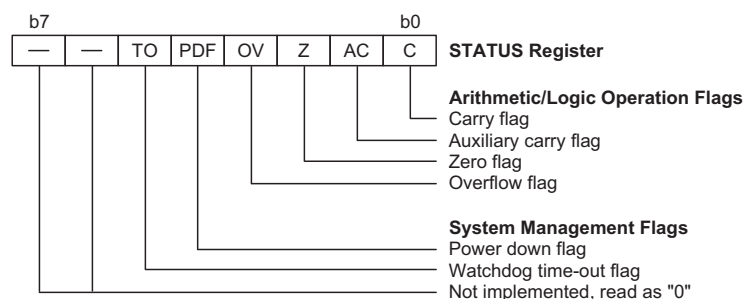 b7 b0
— — TO PDF OV Z AC C STATUS Register
Arithmetic/Logic Operation Flags
Carry flag
Auxiliary carry flag
Zero flag
Overflow flag
System Management Flags
Power down flag
Watchdog time-out flag
Not implemented, read as "0"